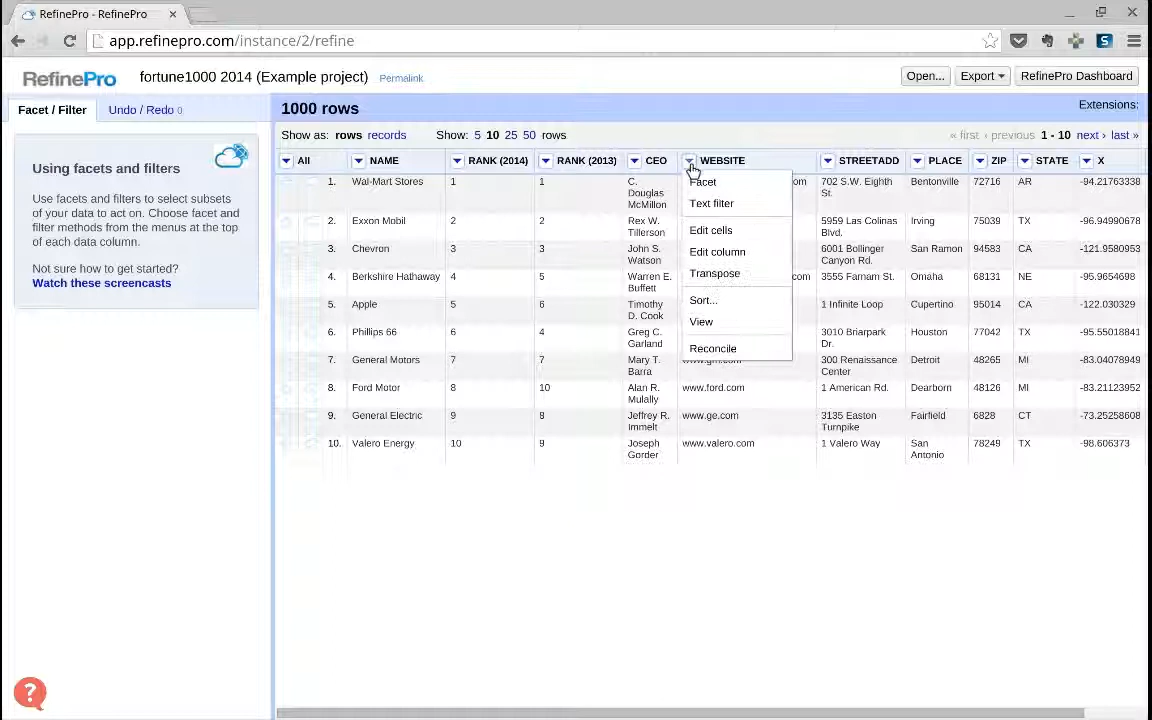 RefinePro - RefinePro
app.refinepro.com/instance/2/refine
RefinePro fortune1000 2014 (Example project) Permalink Open... Export RefinePro Dashboard
Facet / Filter Undo / Redo 0 1000 rows Extensions:
Show as: rows records Show: 5 10 25 50 rows « first ‹ previous 1 - 10 next › last »
All NAME RANK (2014) RANK (2013) CEO WEBSITE STREETADD PLACE ZIP STATE X
Using facets and filters
Use facets and filters to select subsets
of your data to act on. Choose facet and
filter methods from the menus at the top
of each data column.
Not sure how to get started?
Watch these screencasts
1. Wal-Mart Stores 1 1 C. om 702 S.W. Eighth Bentonville 72716 AR -94.21763338
Douglas St.
McMillon
2. Exxon Mobil 2 2 Rex W. 5959 Las Colinas Irving 75039 TX -96.94990678
Tillerson Blvd.
3. Chevron 3 3 John S. 6001 Bollinger San Ramon 94583 CA -121.9580953
Watson Canyon Rd.
4. Berkshire Hathaway 4 5 Warren E. com 3555 Farnam St. Omaha 68131 NE -95.9654698
Buffett
5. Apple 5 6 Timothy 1 Infinite Loop Cupertino 95014 CA -122.030329
D. Cook
6. Phillips 66 6 4 Greg C. 3010 Briarpark Houston 77042 TX -95.55018841
Garland Dr.
7. General Motors 7 7 Mary T. www.gm.com 300 Renaissance Detroit 48265 MI -83.04078949
Barra Center
8. Ford Motor 8 10 Alan R. www.ford.com 1 American Rd. Dearborn 48126 MI -83.21123952
Mulally
9. General Electric 9 8 Jeffrey R. www.ge.com 3135 Easton Fairfield 6828 CT -73.25258608
Immelt Turnpike
10. Valero Energy 10 9 Joseph www.valero.com 1 Valero Way San 78249 TX -98.606373
Gorder Antonio
Facet
Text filter
Edit cells
Edit column
Transpose
Sort...
View
Reconcile
?